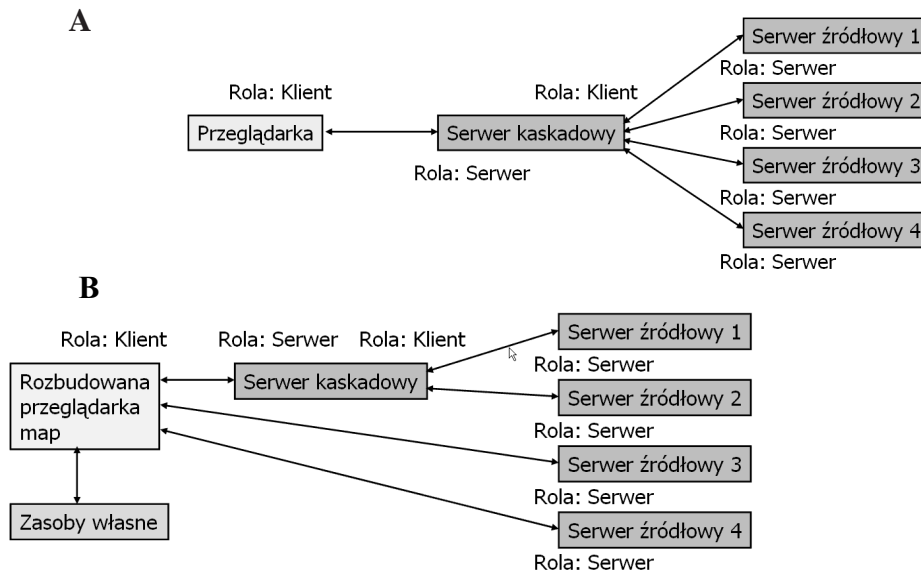 A
Serwer źródłowy 1
Rola: Serwer
Rola: Klient
Rola: Klient
Serwer źródłowy 2
Przeglądarka
Serwer kaskadowy
Rola: Serwer
Serwer źródłowy 3
Rola: Serwer
Rola: Serwer
Serwer źródłowy 4
Rola: Serwer
B
Rola: Klient
Rola: Serwer
Rola: Klient
Serwer źródłowy 1
Rola: Serwer
Rozbudowana
przeglądarka
map
Serwer kaskadowy
Serwer źródłowy 2
Rola: Serwer
Serwer źródłowy 3
Rola: Serwer
Zasoby własne
Serwer źródłowy 4
Rola: Serwer